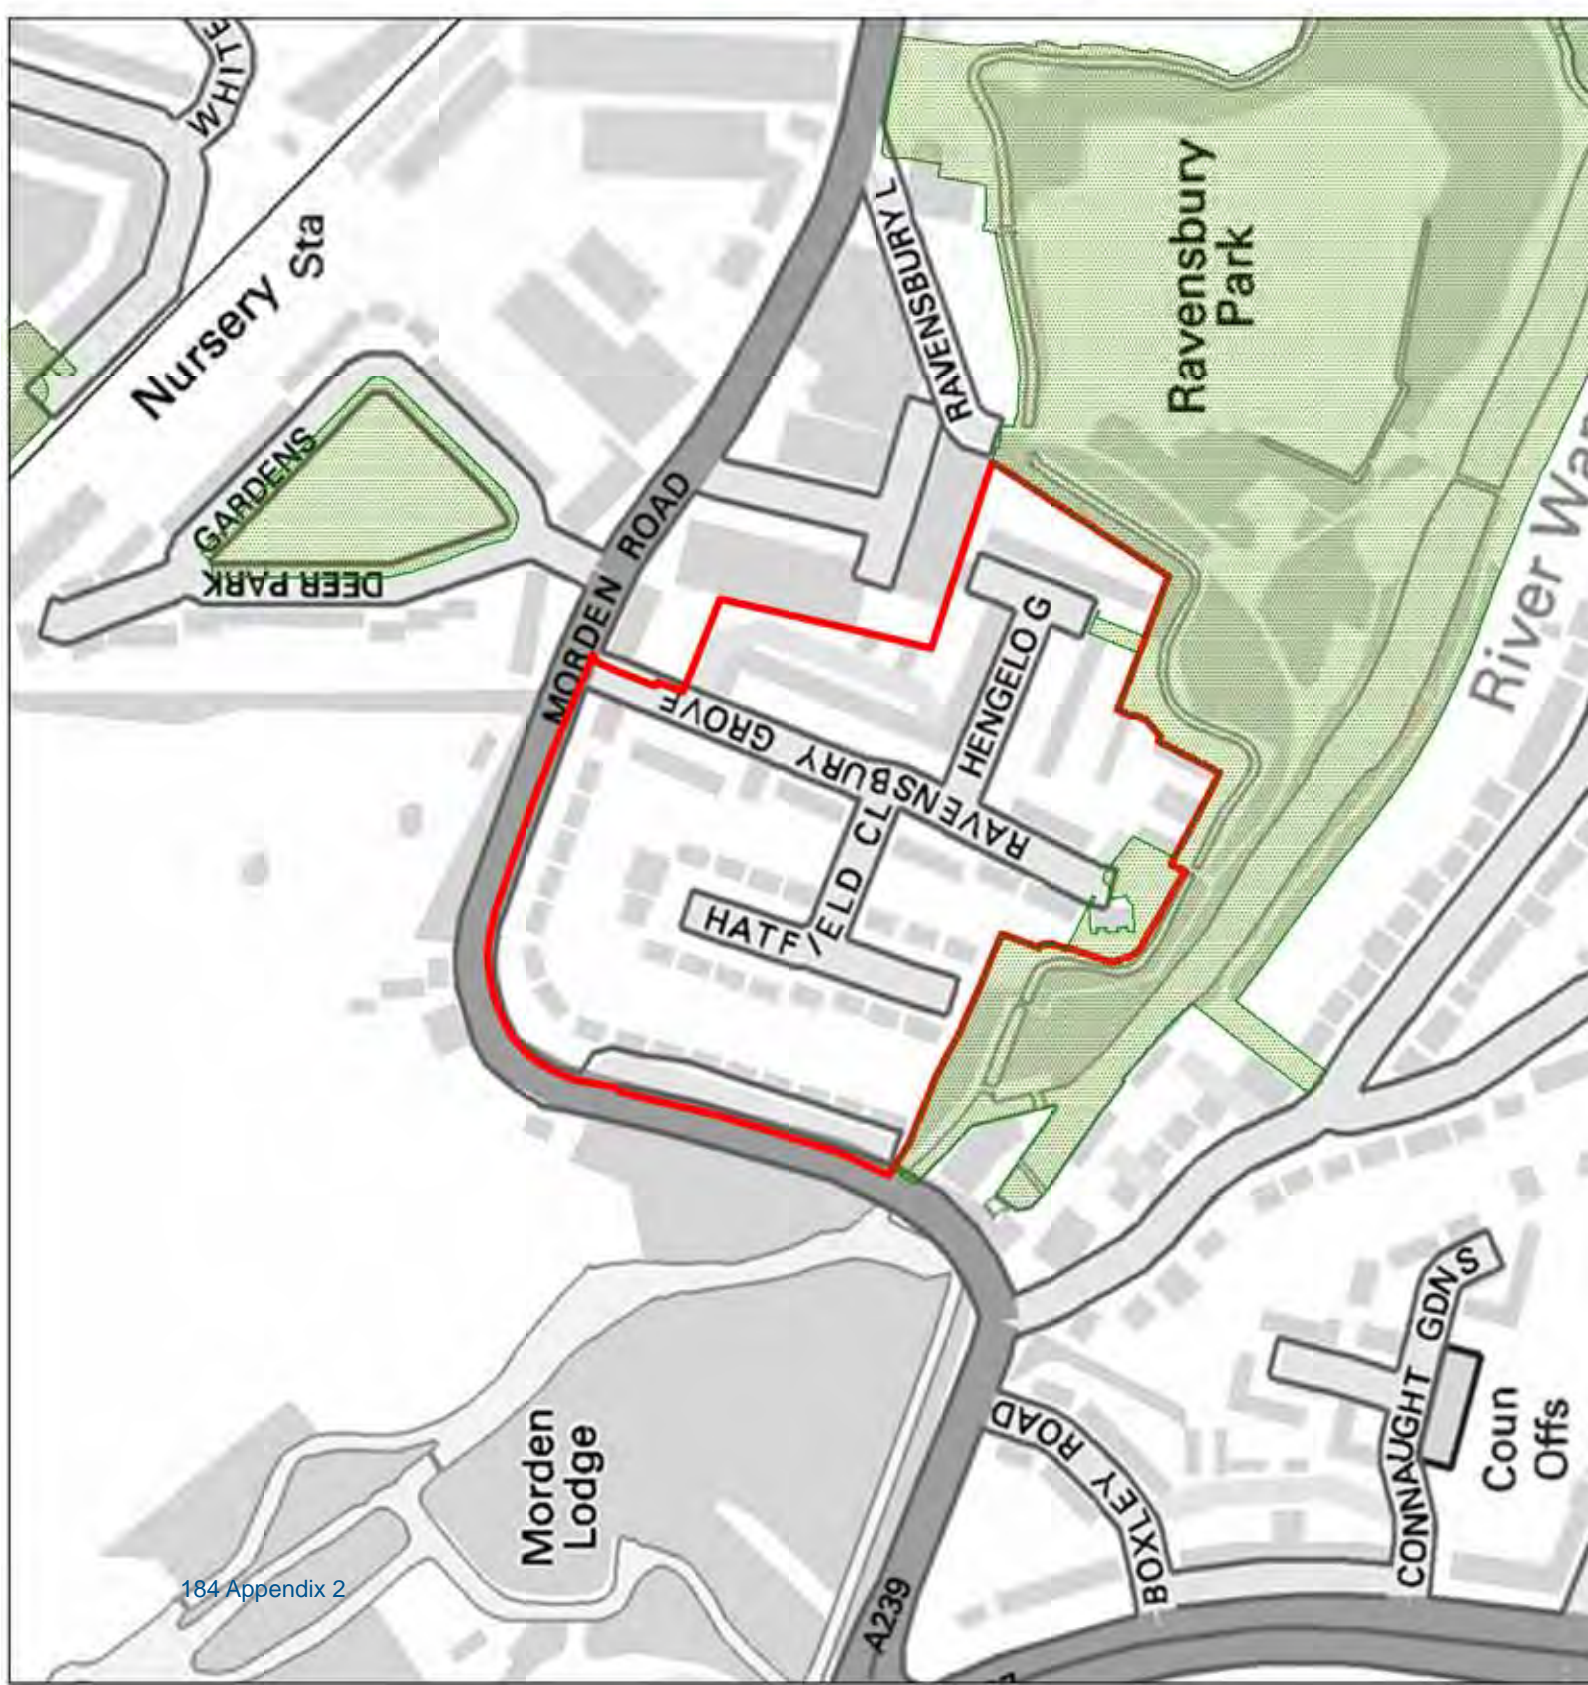 WHITE
Nursery
Sta
GARDENS
DEER PARK
MORDEN ROAD
RAVENSBURY L
Ravensbury
Park
River Wan
HENGELO G
RAVENSBURY GROVE
HATFIELD CL
Morden
Lodge
A239
BOXLEY ROAD
CONNAUGHT GDNS
Coun
Offs
184 Appendix 2